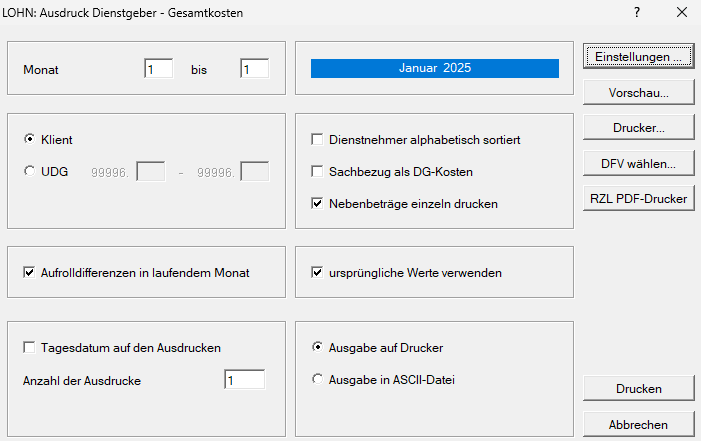 LOHN: Ausdruck Dienstgeber - Gesamtkosten ?
Monat 1 bis 1
Januar 2025
Einstellungen ...
Vorschau...
Klient
UDG 99996. - 99996.
Dienstnehmer alphabetisch sortiert
Sachbezug als DG-Kosten
Nebenbeträge einzeln drucken
Drucker...
DFV wählen...
RZL PDF-Drucker
Aufrolldifferenzen in laufendem Monat
ursprüngliche Werte verwenden
Tagesdatum auf den Ausdrucken
Anzahl der Ausdrucke 1
Ausgabe auf Drucker
Ausgabe in ASCII-Datei
Drucken
Abbrechen